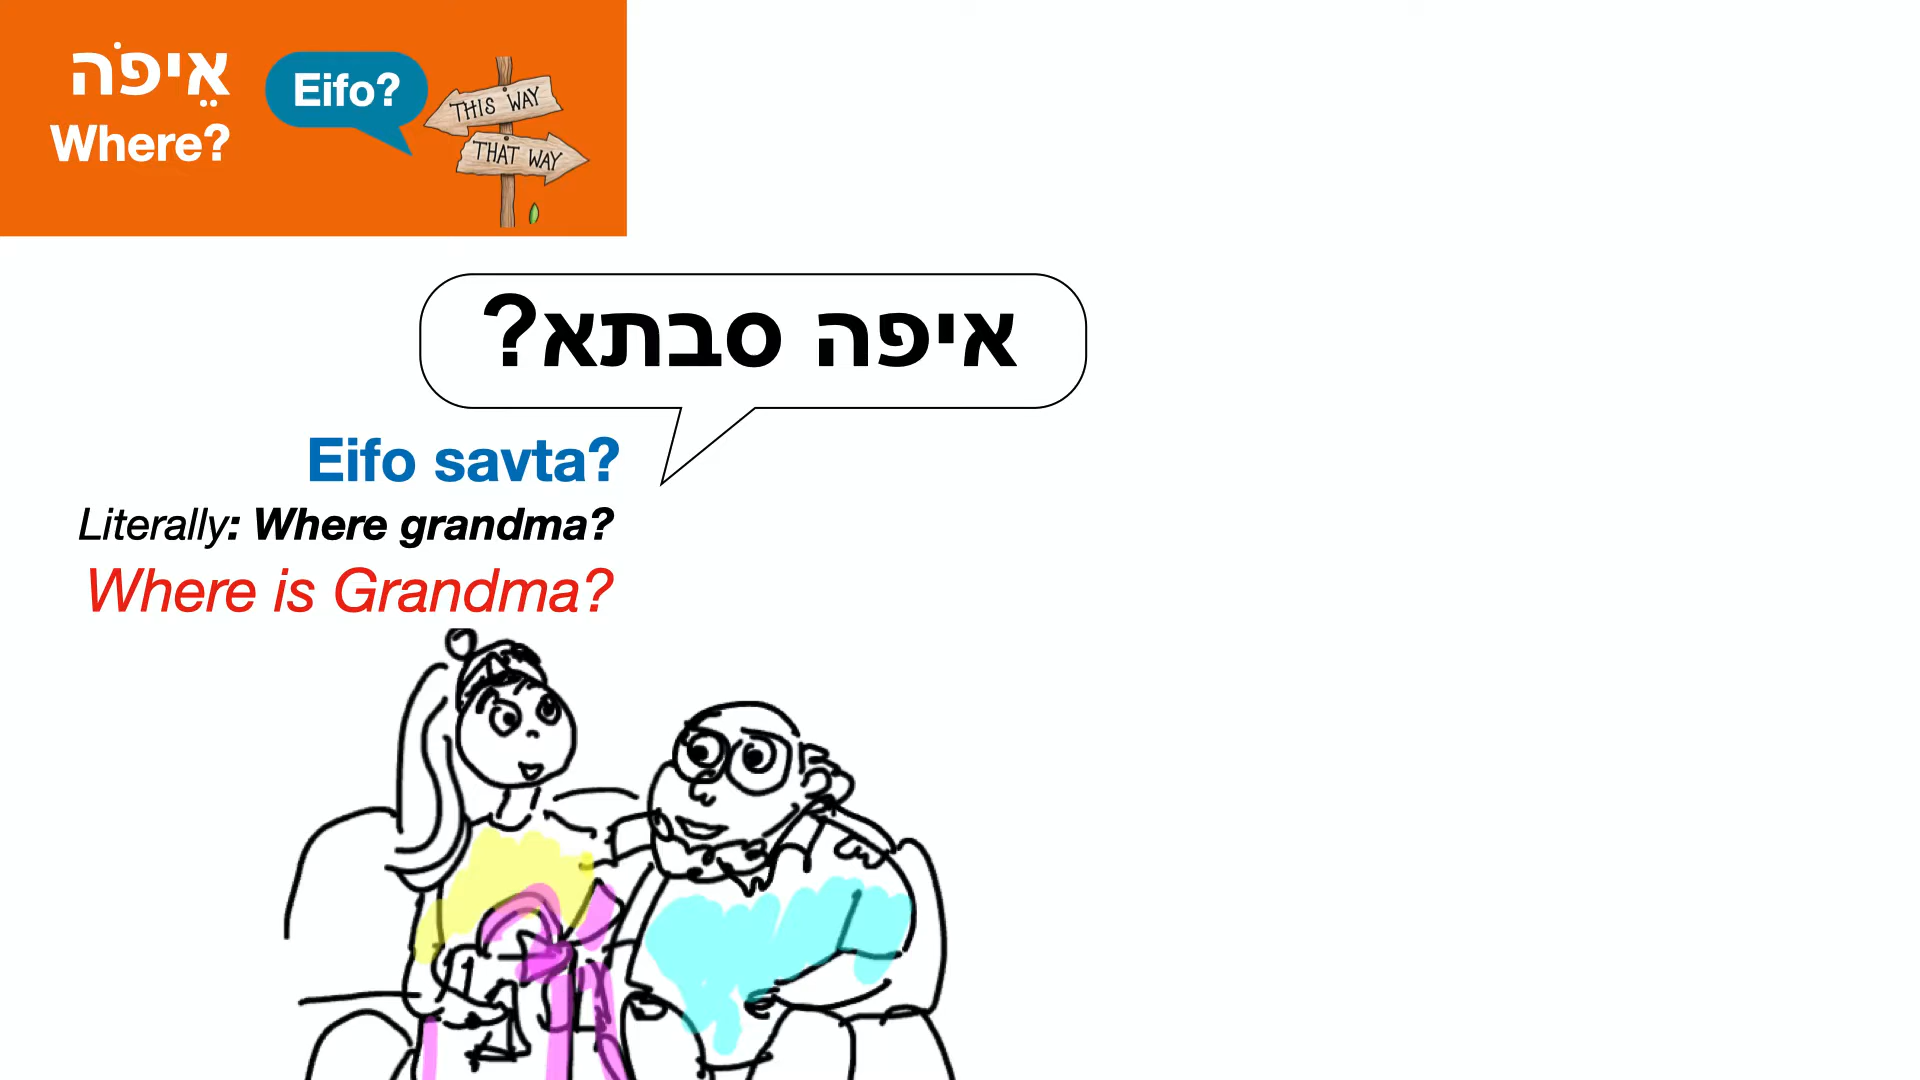 אֵיפֹה
Where?
Eifo?
THIS WAY
THAT WAY
איפה סבתא?
Eifo savta?
Literally: Where grandma?
Where is Grandma?